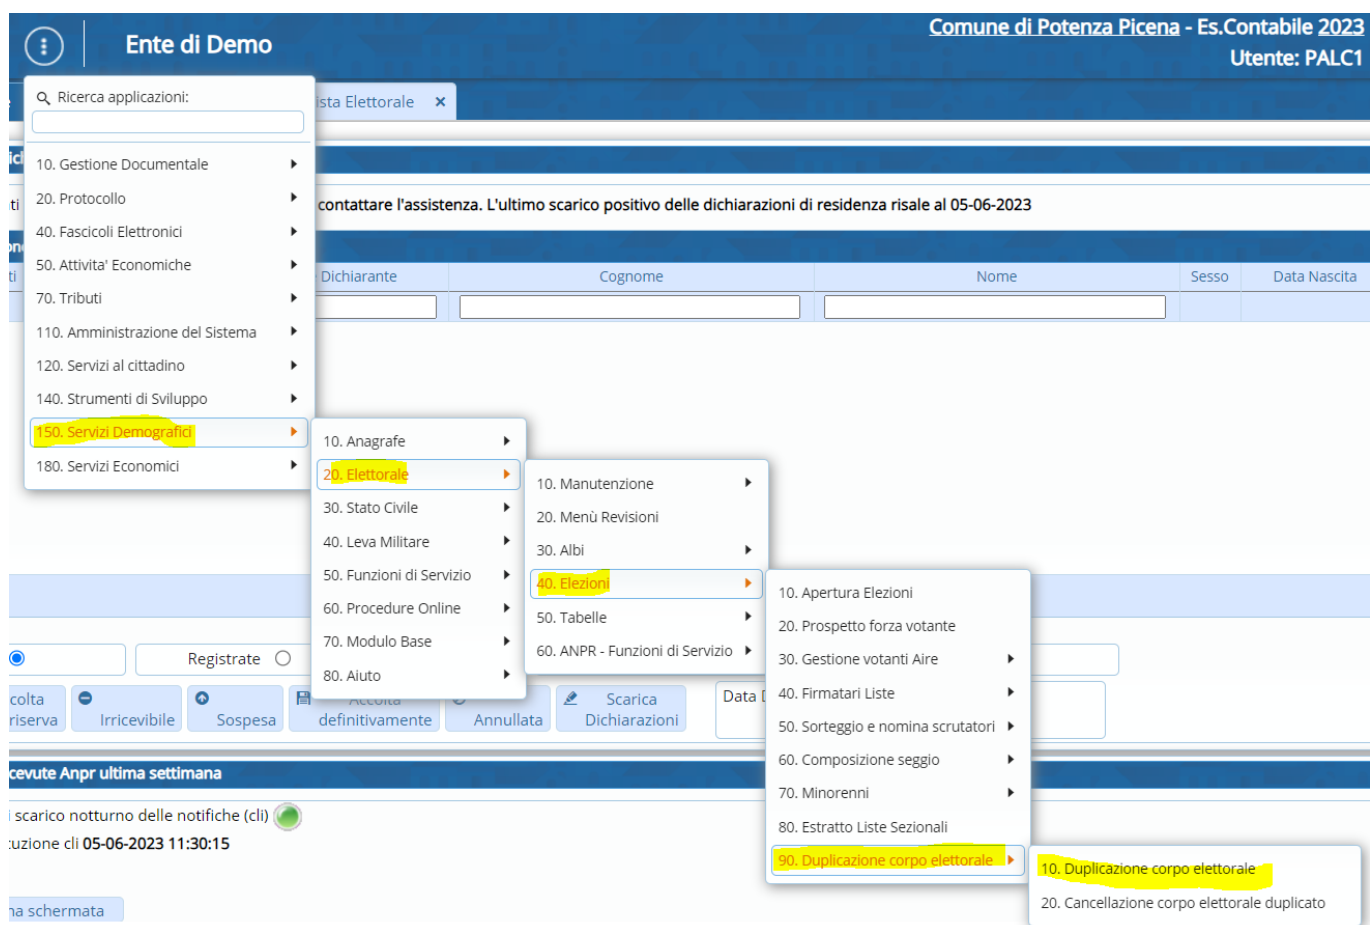 Comune di Potenza Picena - Es.Contabile 2023
Ente di Demo
Utente: PALC1
Ricerca applicazioni:
ista Elettorale ×
10. Gestione Documentale
20. Protocollo
contattare l'assistenza. L'ultimo scarico positivo delle dichiarazioni di residenza risale al 05-06-2023
40. Fascicoli Elettronici
50. Attivita' Economiche
Dichiarante Cognome Nome Sesso Data Nascita
70. Tributi
110. Amministrazione del Sistema
120. Servizi al cittadino
140. Strumenti di Sviluppo
150. Servizi Demografici
180. Servizi Economici
10. Anagrafe
20. Elettorale
30. Stato Civile
40. Leva Militare
50. Funzioni di Servizio
60. Procedure Online
70. Modulo Base
80. Aiuto
10. Manutenzione
20. Menù Revisioni
30. Albi
40. Elezioni
50. Tabelle
60. ANPR - Funzioni di Servizio
10. Apertura Elezioni
20. Prospetto forza votante
30. Gestione votanti Aire
40. Firmatari Liste
50. Sorteggio e nomina scrutatori
60. Composizione seggio
70. Minorenni
80. Estratto Liste Sezionali
90. Duplicazione corpo elettorale
10. Duplicazione corpo elettorale
20. Cancellazione corpo elettorale duplicato
Registrate
colta
riserva
Irricevibile
Sospesa
Accolta
definitivamente
Annullata
Scarica
Dichiarazioni
Data
cevute Anpr ultima settimana
i scarico notturno delle notifiche (cli)
cuzione cli 05-06-2023 11:30:15
na schermata